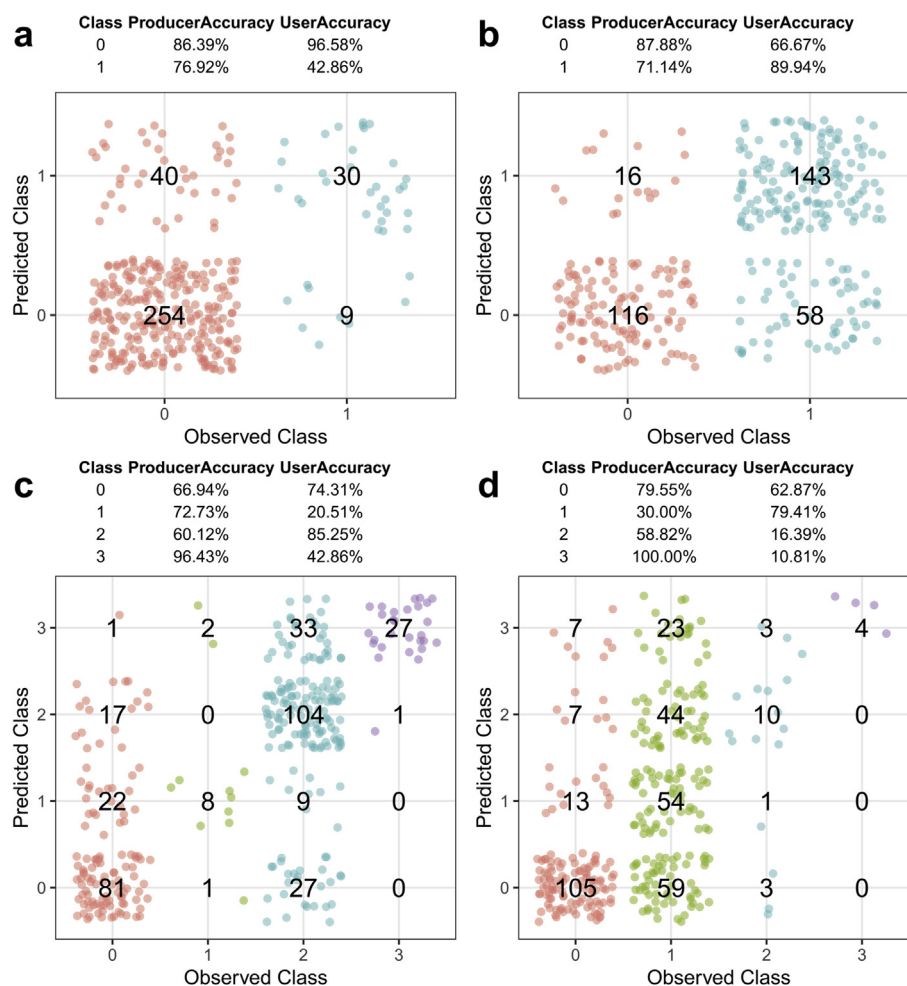 a
Class ProducerAccuracy UserAccuracy
0 86.39% 96.58%
1 76.92% 42.86%
Predicted Class
1
0
40 30
254 9
0 1
Observed Class
b
Class ProducerAccuracy UserAccuracy
0 87.88% 66.67%
1 71.14% 89.94%
Predicted Class
1
0
16 143
116 58
0 1
Observed Class
c
Class ProducerAccuracy UserAccuracy
0 66.94% 74.31%
1 72.73% 20.51%
2 60.12% 85.25%
3 96.43% 42.86%
Predicted Class
3
2
1
0
1 2 33 27
17 0 104 1
22 8 9 0
81 1 27 0
0 1 2 3
Observed Class
d
Class ProducerAccuracy UserAccuracy
0 79.55% 62.87%
1 30.00% 79.41%
2 58.82% 16.39%
3 100.00% 10.81%
Predicted Class
3
2
1
0
7 23 3 4
7 44 10 0
13 54 1 0
105 59 3 0
0 1 2 3
Observed Class